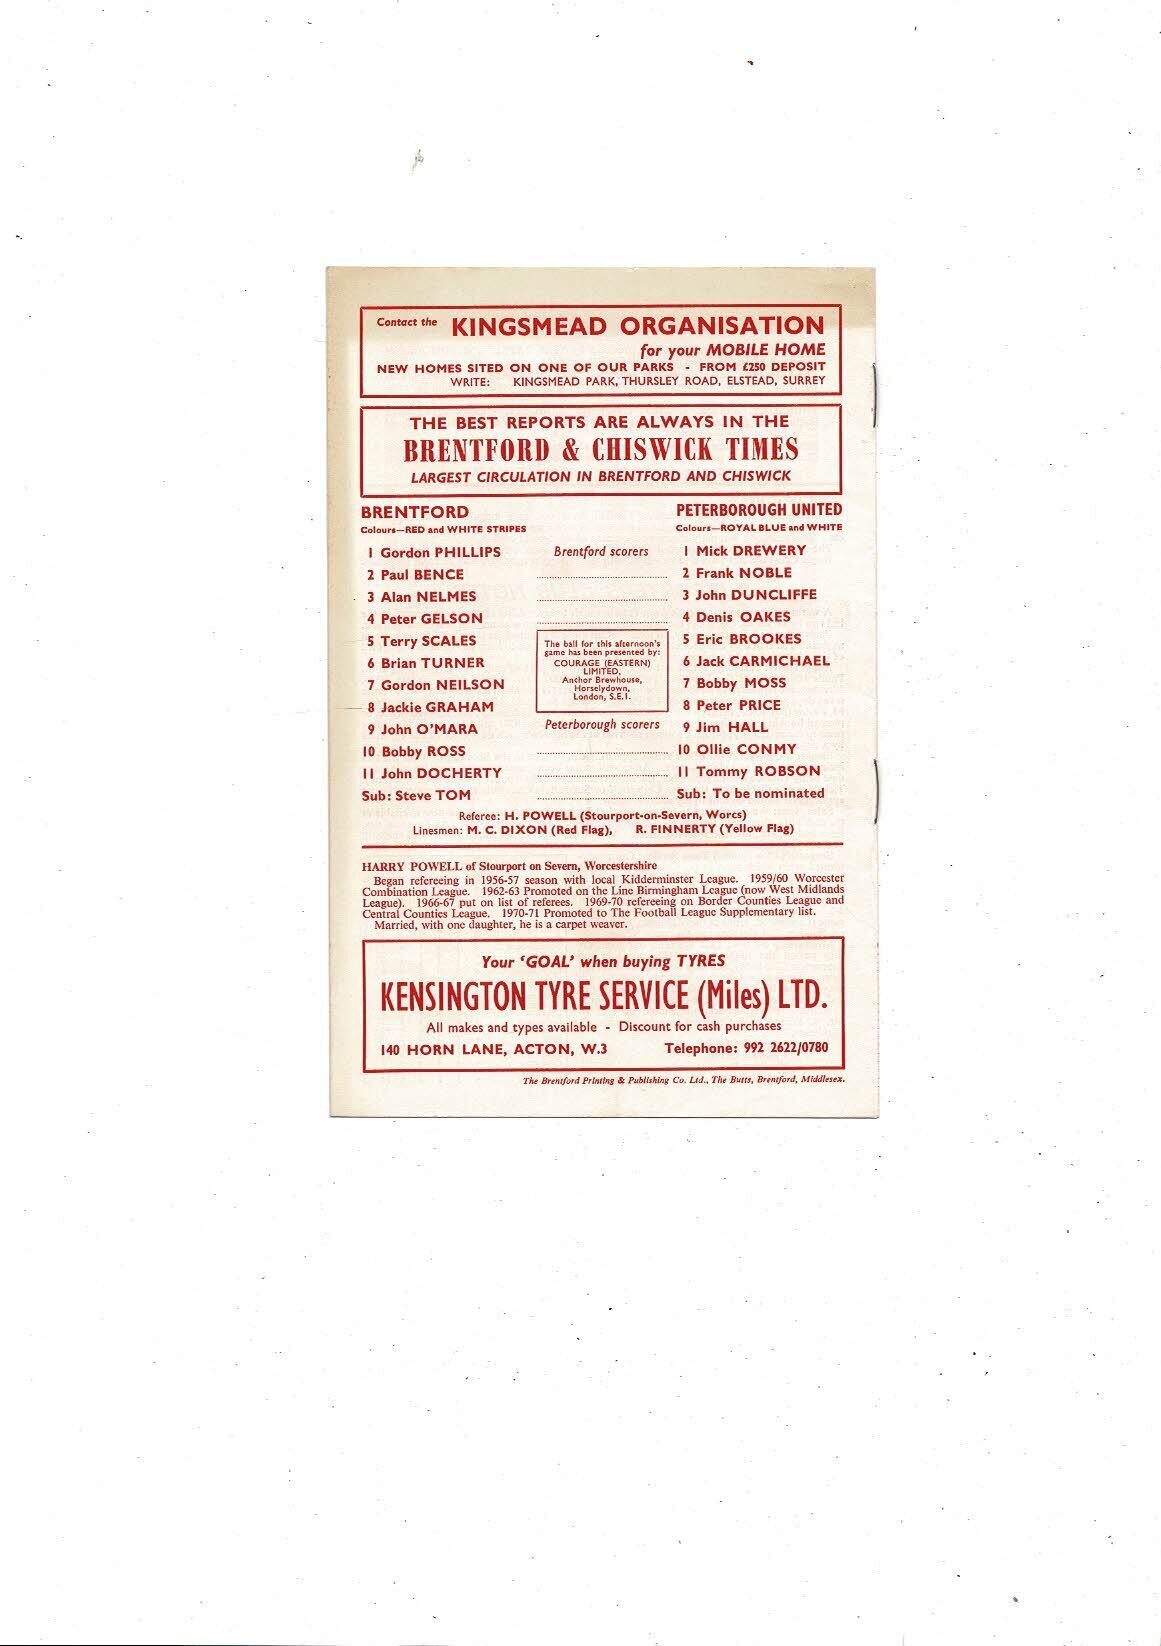 Contact the KINGSMEAD ORGANISATION
for your MOBILE HOME
NEW HOMES SITED ON ONE OF OUR PARKS - FROM £250 DEPOSIT
WRITE: KINGSMEAD PARK, THURSLEY ROAD, ELSTEAD, SURREY
THE BEST REPORTS ARE ALWAYS IN THE
BRENTFORD & CHISWICK TIMES
LARGEST CIRCULATION IN BRENTFORD AND CHISWICK
BRENTFORD
Colours—RED and WHITE STRIPES
1 Gordon PHILLIPS
2 Paul BENCE
3 Alan NELMES
4 Peter GELSON
5 Terry SCALES
6 Brian TURNER
7 Gordon NEILSON
8 Jackie GRAHAM
9 John O'MARA
10 Bobby ROSS
11 John DOCHERTY
Sub: Steve TOM
Brentford scorers
The ball for this afternoon's
game has been presented by:
COURAGE (EASTERN)
LIMITED,
Anchor Brewhouse,
Horselydown,
London, S.E.1.
Peterborough scorers
PETERBOROUGH UNITED
Colours—ROYAL BLUE and WHITE
1 Mick DREWERY
2 Frank NOBLE
3 John DUNCLIFFE
4 Denis OAKES
5 Eric BROOKES
6 Jack CARMICHAEL
7 Bobby MOSS
8 Peter PRICE
9 Jim HALL
10 Ollie CONMY
11 Tommy ROBSON
Sub: To be nominated
Referee: H. POWELL (Stourport-on-Severn, Worcs)
Linesmen: M. C. DIXON (Red Flag), R. FINNERTY (Yellow Flag)
HARRY POWELL of Stourport on Severn, Worcestershire
Began refereeing in 1956-57 season with local Kidderminster League. 1959/60 Worcester
Combination League. 1962-63 Promoted on the Line Birmingham League (now West Midlands
League). 1966-67 put on list of referees. 1969-70 refereeing on Border Counties League and
Central Counties League. 1970-71 Promoted to The Football League Supplementary list.
Married, with one daughter, he is a carpet weaver.
Your 'GOAL' when buying TYRES
KENSINGTON TYRE SERVICE (Miles) LTD.
All makes and types available - Discount for cash purchases
140 HORN LANE, ACTON, W.3 Telephone: 992 2622/0780
The Brentford Printing & Publishing Co. Ltd., The Butts, Brentford, Middlesex.